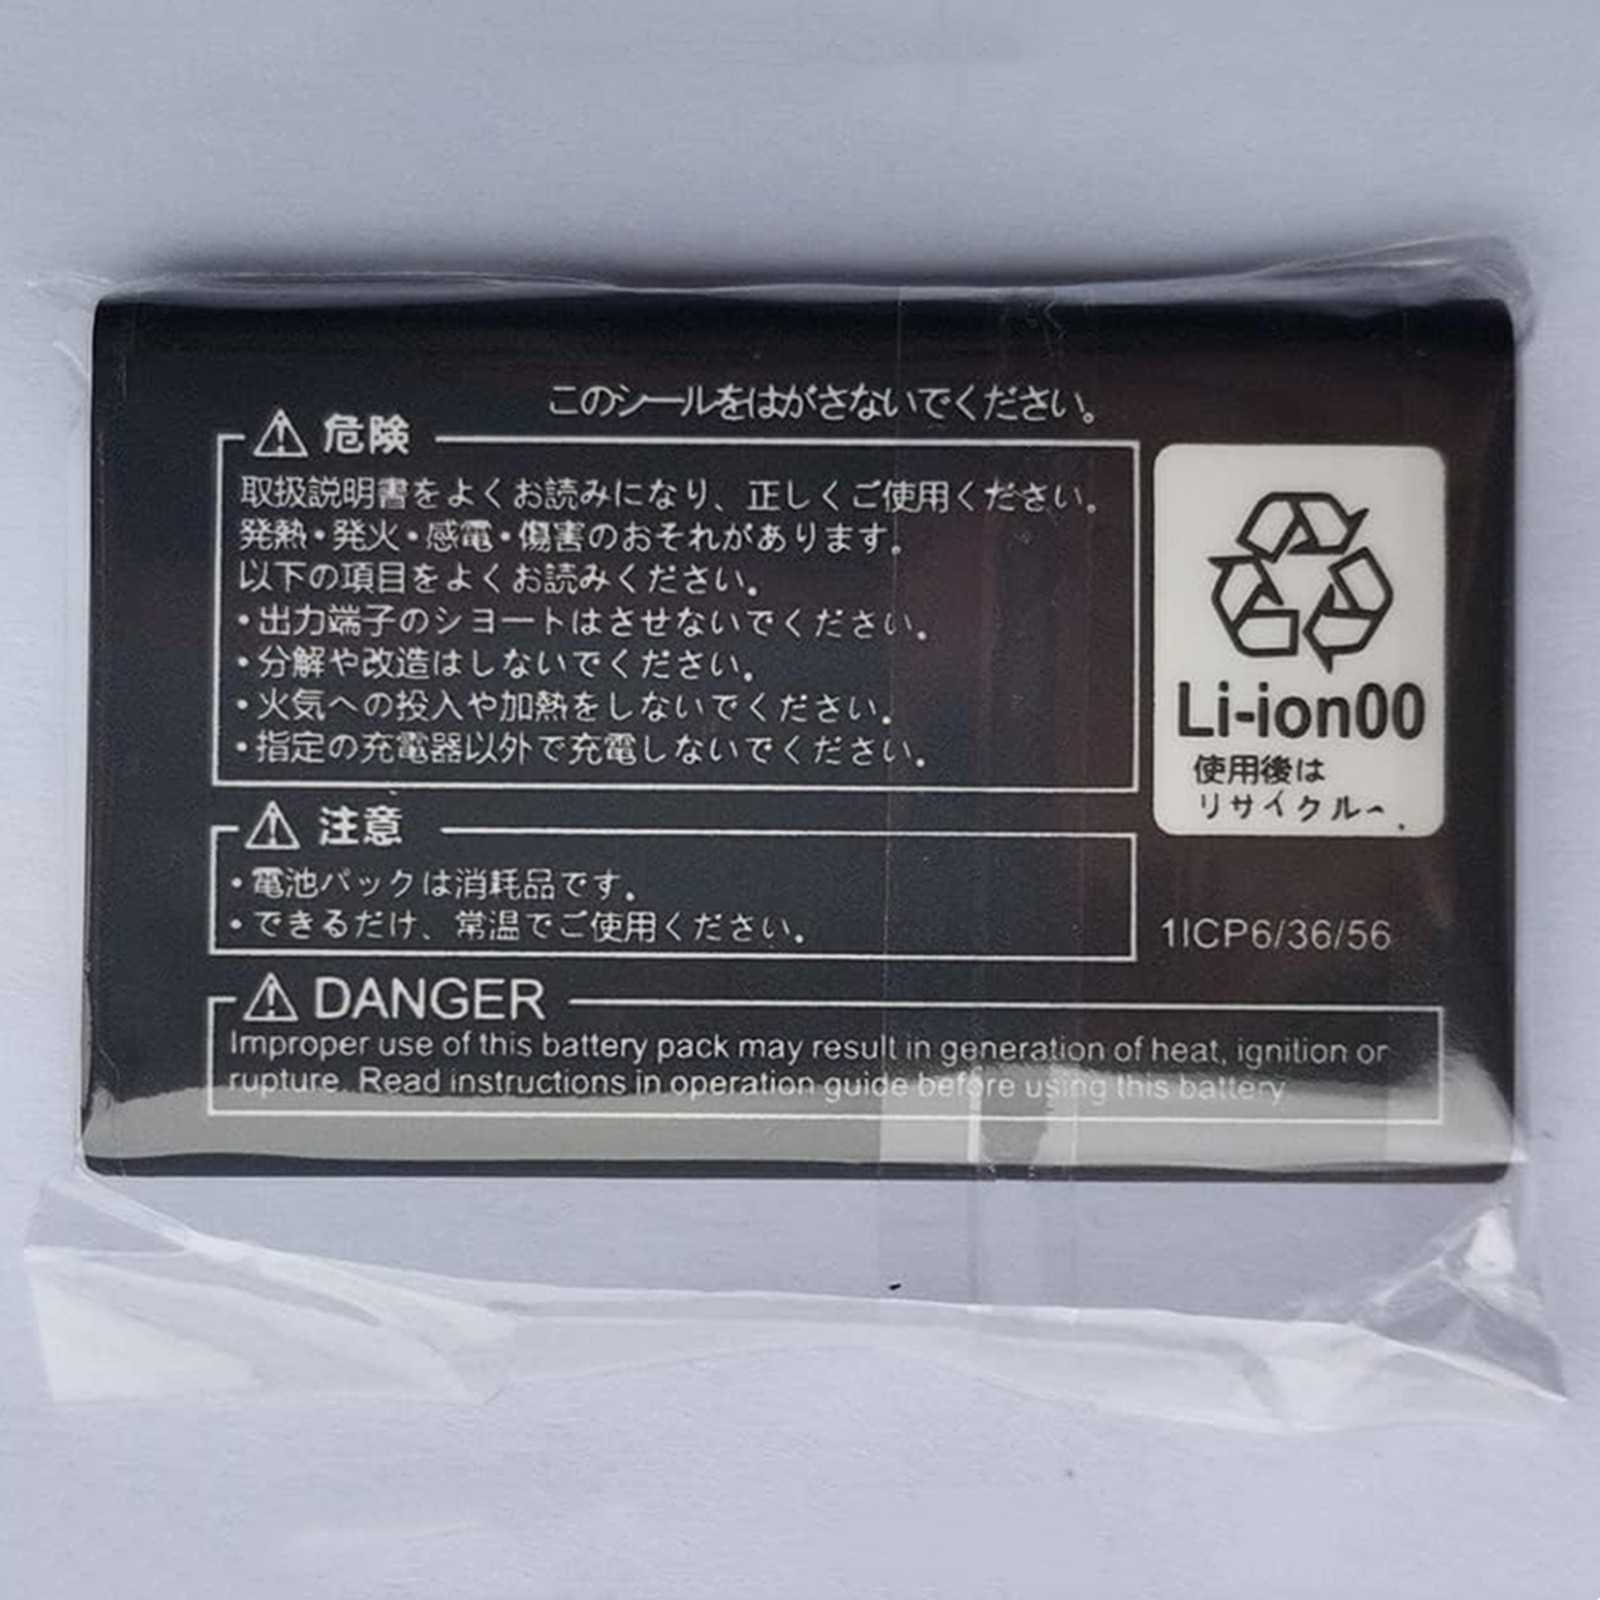 このシールをはがさないでください。
危険
取扱説明書をよくお読みになり、正しくご使用ください。
発熱・発火・感電・傷害のおそれがあります。
以下の項目をよくお読みください。
・出力端子のショートはさせないでください。
・分解や改造はしないでください。
・火気への投入や加熱をしないでください.
・指定の充電器以外で充電しないでください.
Li-ion00
使用後は
リサイクルへ.
注意
・電池パックは消耗品です.
・できるだけ、常温でご使用ください.
1ICP6/36/56
DANGER
Improper use of this battery pack may result in generation of heat, ignition or
rupture. Read instructions in operation guide before using this battery